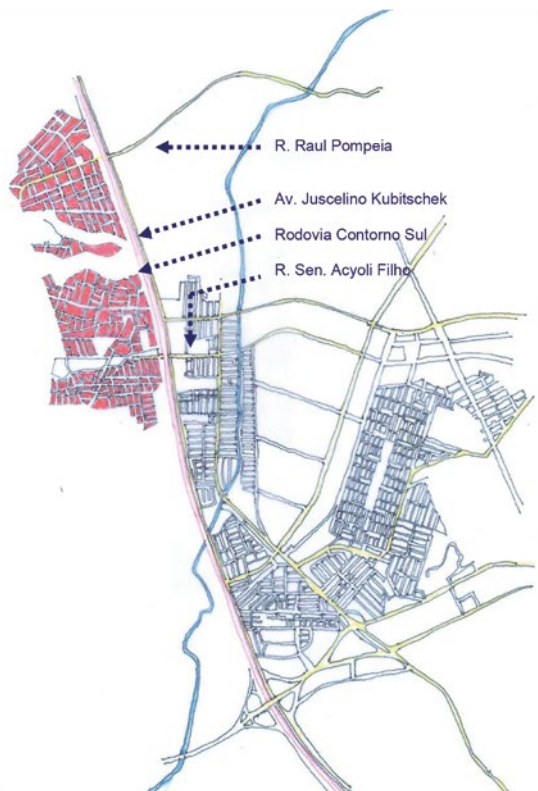 R. Raul Pompeia
Av. Juscelino Kubitschek
Rodovia Contorno Sul
R. Sen. Acyoli Filho